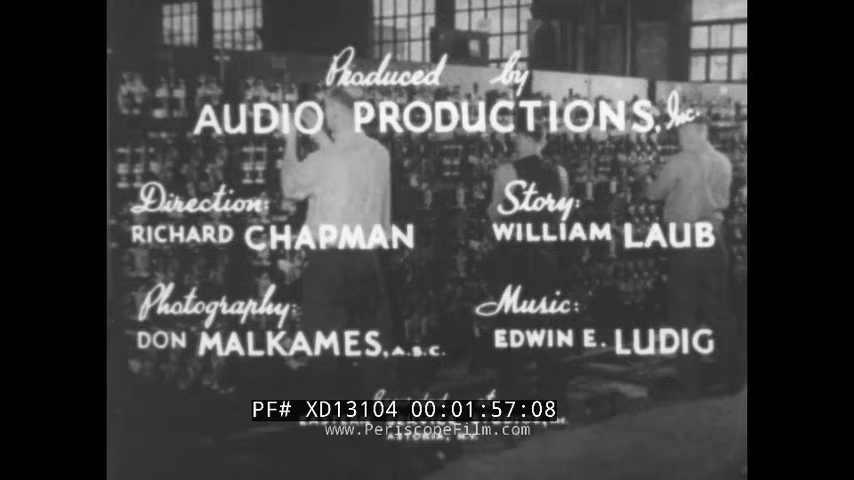 Produced by
AUDIO PRODUCTIONS, Inc.
Direction:
RICHARD CHAPMAN
Story:
WILLIAM LAUB
Photography:
DON MALKAMES, A.S.C.
Music:
EDWIN E. LUDIG
PF# XD13104 00:01:57:08
www.PeriscopeFilm.com
ASTORIA, N.Y.